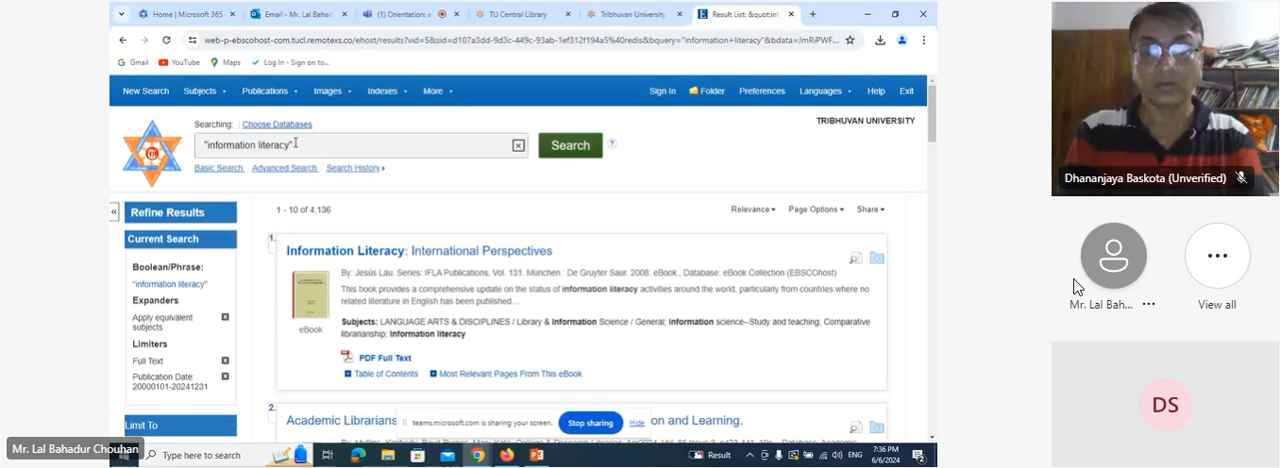 Home | Microsoft 365
Email - Mr. Lal Bahad
(1) Orientation: e
TU Central Library
Tribhuvan University
Result List: &quot;inf
web-p-ebscohost-com.tucl.remotexs.co/ehost/results?vid=5&sid=d107a3dd-9d3c-449c-93ab-1ef312f194a5%40redis&bquery="information+literacy"&bdata=JmRiPWF...
Gmail YouTube Maps Log In - Sign on to...
New Search Subjects Publications Images Indexes More Sign In Folder Preferences Languages Help Exit
Searching: Choose Databases
TRIBHUVAN UNIVERSITY
"information literacy"
Search
Basic Search Advanced Search Search History
Refine Results
Current Search
Boolean/Phrase:
"information literacy"
Expanders
Apply equivalent
subjects
Limiters
Full Text
Publication Date:
20000101-20241231
Limit To
1 - 10 of 4,136
Relevance Page Options Share
1.
Information Literacy: International Perspectives
By: Jesús Lau. Series: IFLA Publications, Vol. 131. München : De Gruyter Saur. 2008. eBook., Database: eBook Collection (EBSCOhost)
This book provides a comprehensive update on the status of information literacy activities around the world, particularly from countries where no
related literature in English has been published...
eBook
Subjects: LANGUAGE ARTS & DISCIPLINES / Library & Information Science / General; Information science--Study and teaching; Comparative
librarianship; Information literacy
PDF Full Text
Table of Contents Most Relevant Pages From This eBook
2.
Academic Librarians
on and Learning.
teams.microsoft.com is sharing your screen.
Stop sharing
Hide
Type here to search
Result
ENG
7:36 PM
6/6/2024
2
Mr. Lal Bahadur Chouhan
Dhananjaya Baskota (Unverified)
Mr. Lal Bah...
View all
DS